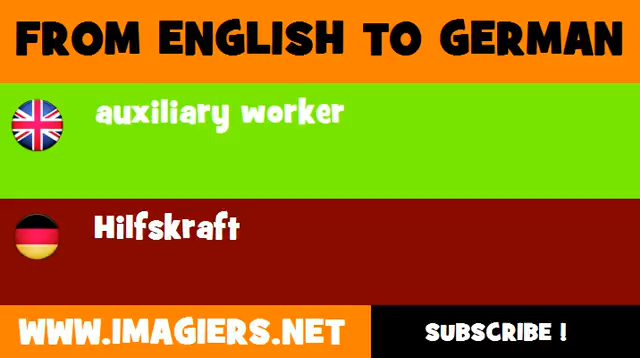 FROM ENGLISH TO GERMAN
auxiliary worker
Hilfskraft
WWW.IMAGIERS.NET
SUBSCRIBE !